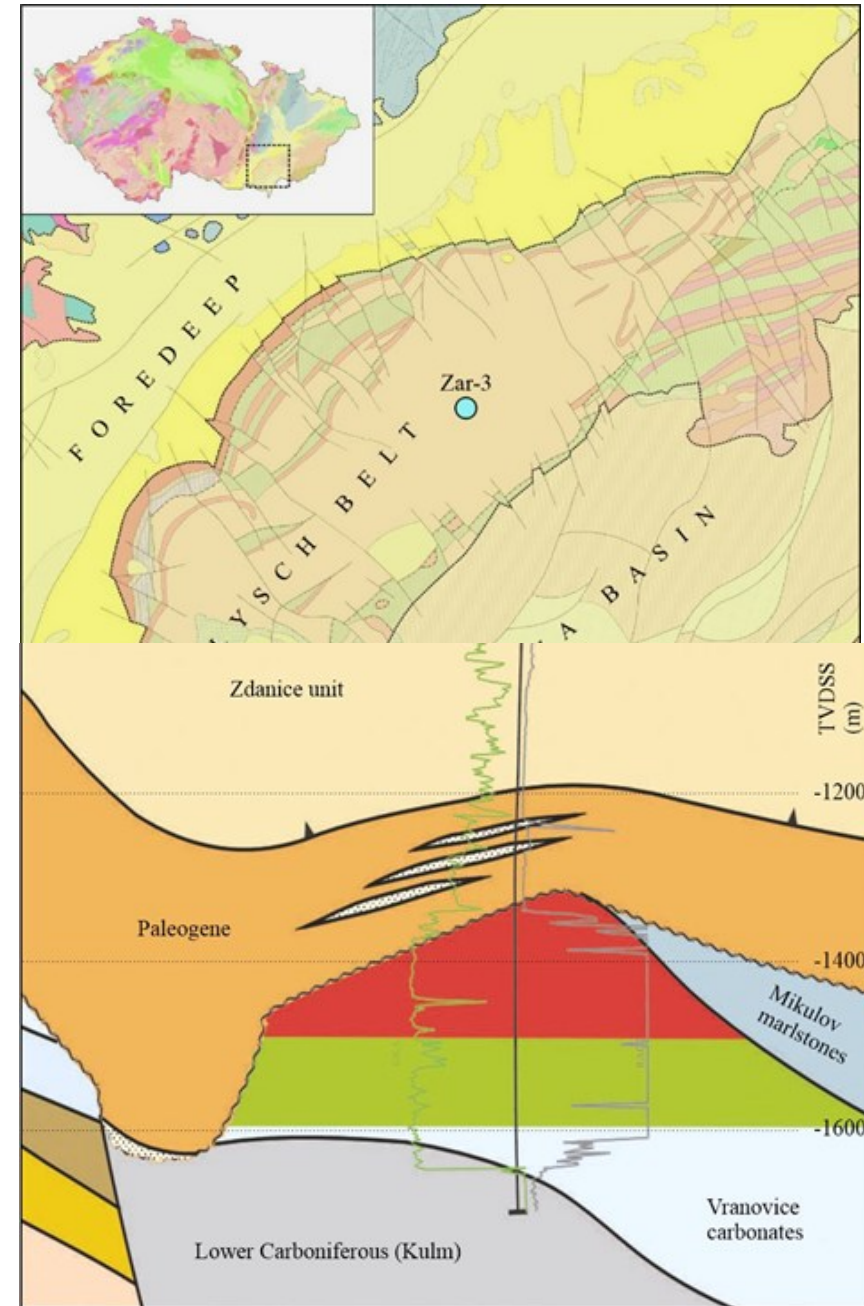 FOREDEEP
Zar-3
YSCH BELT
A BASIN
Zdanice unit
TVDSS
(m)
-1200
Paleogene
-1400
Mikulov
marlstones
-1600
Vranovice
carbonates
Lower Carboniferous (Kulm)